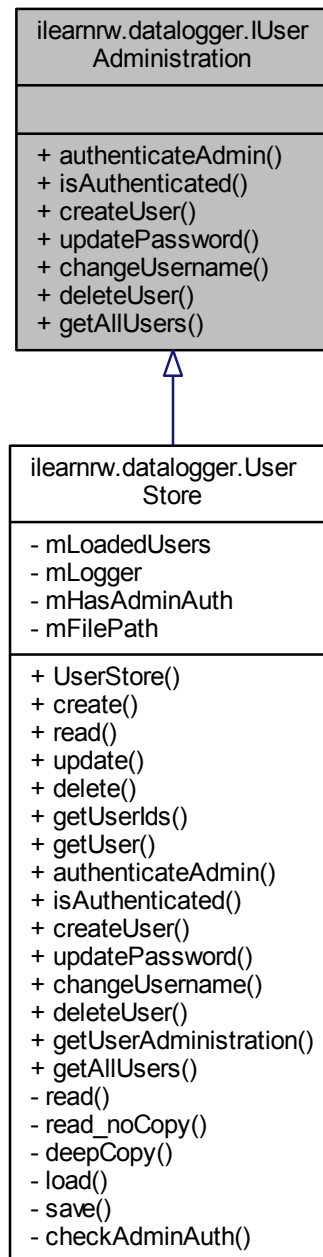 ilearnrw.datalogger.IUser
Administration
+ authenticateAdmin()
+ isAuthenticated()
+ createUser()
+ updatePassword()
+ changeUsername()
+ deleteUser()
+ getAllUsers()
ilearnrw.datalogger.User
Store
- mLoadedUsers
- mLogger
- mHasAdminAuth
- mFilePath
+ UserStore()
+ create()
+ read()
+ update()
+ delete()
+ getUserIds()
+ getUser()
+ authenticateAdmin()
+ isAuthenticated()
+ createUser()
+ updatePassword()
+ changeUsername()
+ deleteUser()
+ getUserAdministration()
+ getAllUsers()
- read()
- read_noCopy()
- deepCopy()
- load()
- save()
- checkAdminAuth()